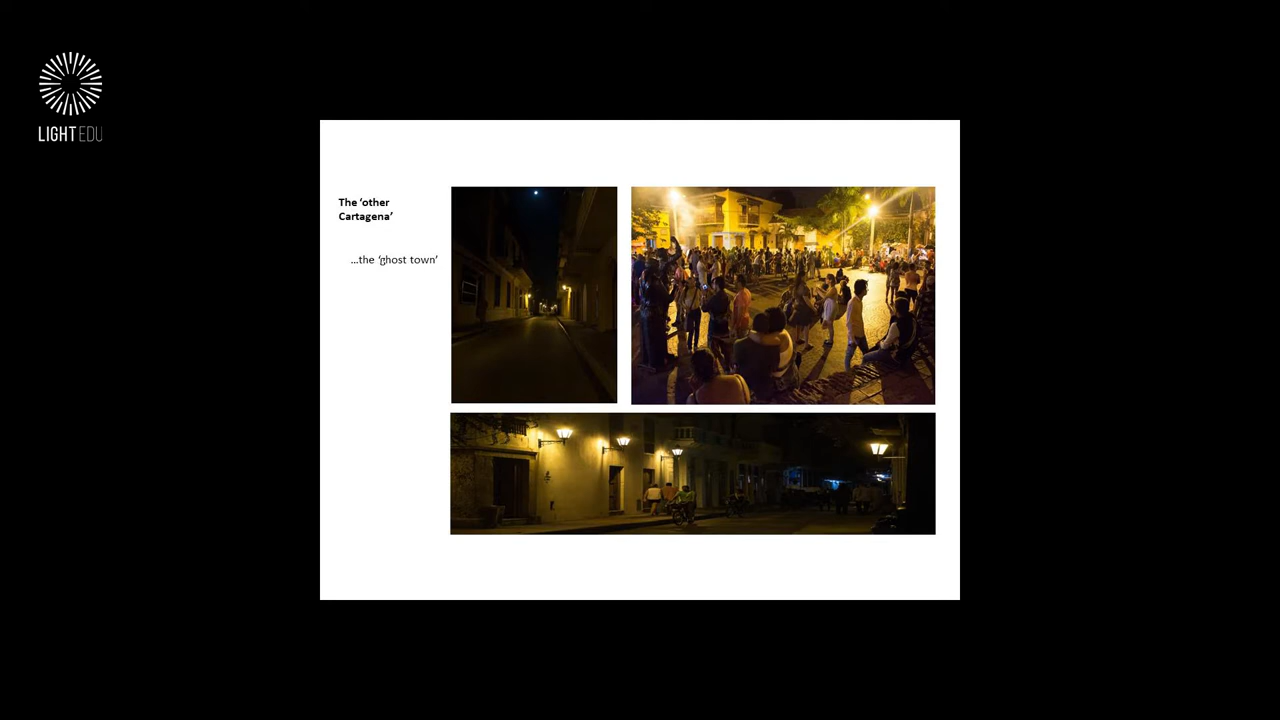 LIGHT EDU
The ‘other
Cartagena’
...the ‘ghost town’